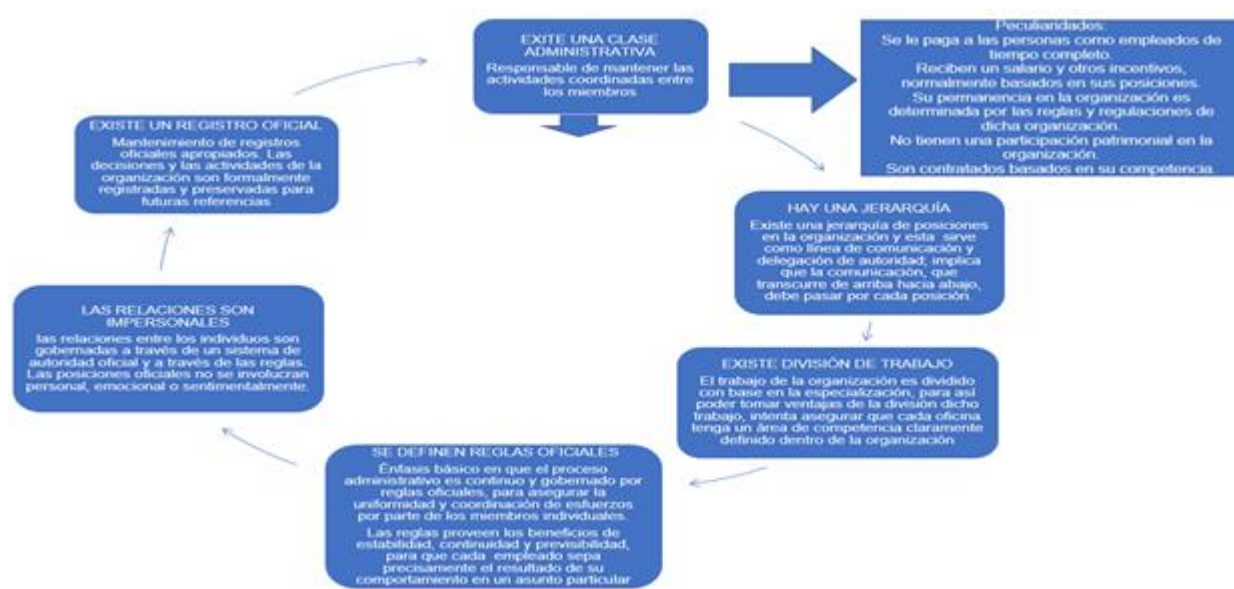 EXITE UNA CLASE
ADMINISTRATIVA
Responsable de mantener las
actividades coordinadas entre
los miembros
Peculiaridades:
Se le paga a las personas como empleados de
tiempo completo.
Reciben un salario y otros incentivos,
normalmente basados en sus posiciones.
Su permanencia en la organización es
determinada por las reglas y regulaciones de
dicha organización.
No tienen una participación patrimonial en la
organización.
Son contratados basados en su competencia.
HAY UNA JERARQUÍA
Existe una jerarquía de posiciones
en la organización y esta sirve
como línea de comunicación y
delegación de autoridad; implica
que la comunicación, que
transcurre de arriba hacia abajo,
debe pasar por cada posición.
EXISTE DIVISIÓN DE TRABAJO
El trabajo de la organización es dividido
con base en la especialización, para así
poder tomar ventajas de la división dicho
trabajo, intenta asegurar que cada oficina
tenga un área de competencia claramente
definido dentro de la organización
SE DEFINEN REGLAS OFICIALES
Énfasis básico en que el proceso
administrativo es continuo y gobernado por
reglas oficiales, para asegurar la
uniformidad y coordinación de esfuerzos
por parte de los miembros individuales.
Las reglas proveen los beneficios de
estabilidad, continuidad y previsibilidad,
para que cada empleado sepa
precisamente el resultado de su
comportamiento en un asunto particular
LAS RELACIONES SON
IMPERSONALES
las relaciones entre los individuos son
gobernadas a través de un sistema de
autoridad oficial y a través de las reglas.
Las posiciones oficiales no se involucran
personal, emocional o sentimentalmente.
EXISTE UN REGISTRO OFICIAL
Mantenimiento de registros
oficiales apropiados. Las
decisiones y las actividades de la
organización son formalmente
registradas y preservadas para
futuras referencias